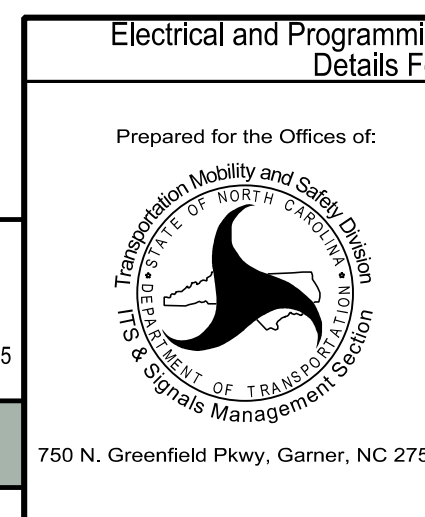 Electrical and Programmi
Details F
Prepared for the Offices of:
Transportation Mobility and Safety Division
STATE OF NORTH CAROLINA
DEPARTMENT OF TRANSPORTATION
ITS & Signals Management Section
5
750 N. Greenfield Pkwy, Garner, NC 275